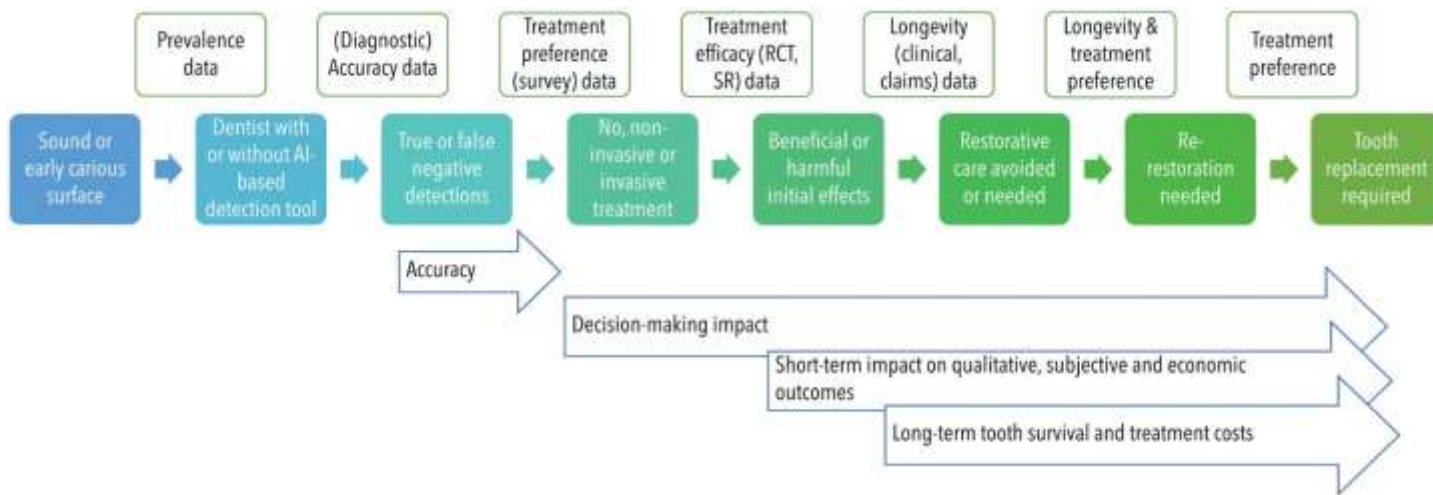 Prevalence
data
(Diagnostic)
Accuracy data
Treatment
preference
(survey) data
Treatment
efficacy (RCT,
SR) data
Longevity
(clinical,
claims) data
Longevity &
treatment
preference
Treatment
preference
Sound or
early carious
surface
Dentist with
or without AI-
based
detection tool
True or false
negative
detections
No, non-
invasive or
invasive
treatment
Beneficial or
harmful
initial effects
Restorative
care avoided
or needed
Re-
restoration
needed
Tooth
replacement
required
Accuracy
Decision-making impact
Short-term impact on qualitative, subjective and economic
outcomes
Long-term tooth survival and treatment costs